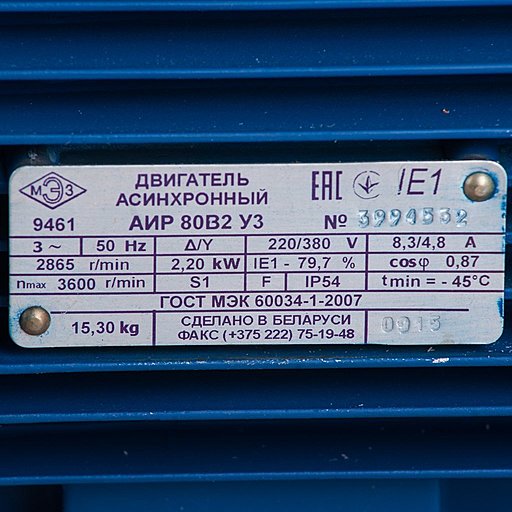 МЭЗ ДВИГАТЕЛЬ АСИНХРОННЫЙ EAC IE1
9461 АИР 80В2 У3 № 3994532
3 ~ 50 Hz Δ/Y 220/380 V 8,3/4,8 A
2865 r/min 2,20 kW IE1 - 79,7 % cosφ 0,87
nmax 3600 r/min S1 F IP54 t min = - 45°C
ГОСТ МЭК 60034-1-2007
15,30 kg СДЕЛАНО В БЕЛАРУСИ 0915
ФАКС (+375 222) 75-19-48